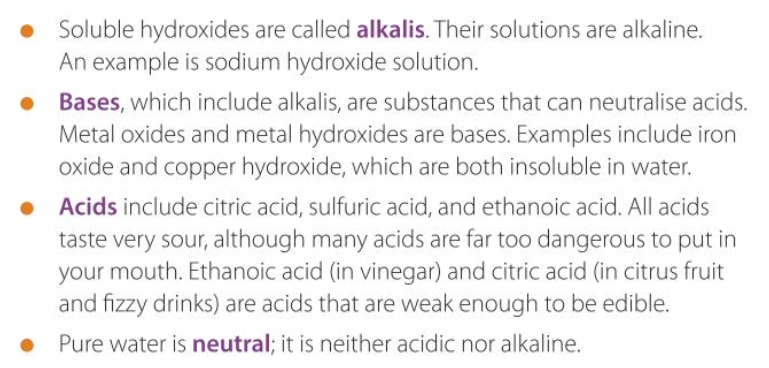 ● Soluble hydroxides are called alkalis. Their solutions are alkaline.
An example is sodium hydroxide solution.
● Bases, which include alkalis, are substances that can neutralise acids.
Metal oxides and metal hydroxides are bases. Examples include iron
oxide and copper hydroxide, which are both insoluble in water.
● Acids include citric acid, sulfuric acid, and ethanoic acid. All acids
taste very sour, although many acids are far too dangerous to put in
your mouth. Ethanoic acid (in vinegar) and citric acid (in citrus fruit
and fizzy drinks) are acids that are weak enough to be edible.
● Pure water is neutral; it is neither acidic nor alkaline.